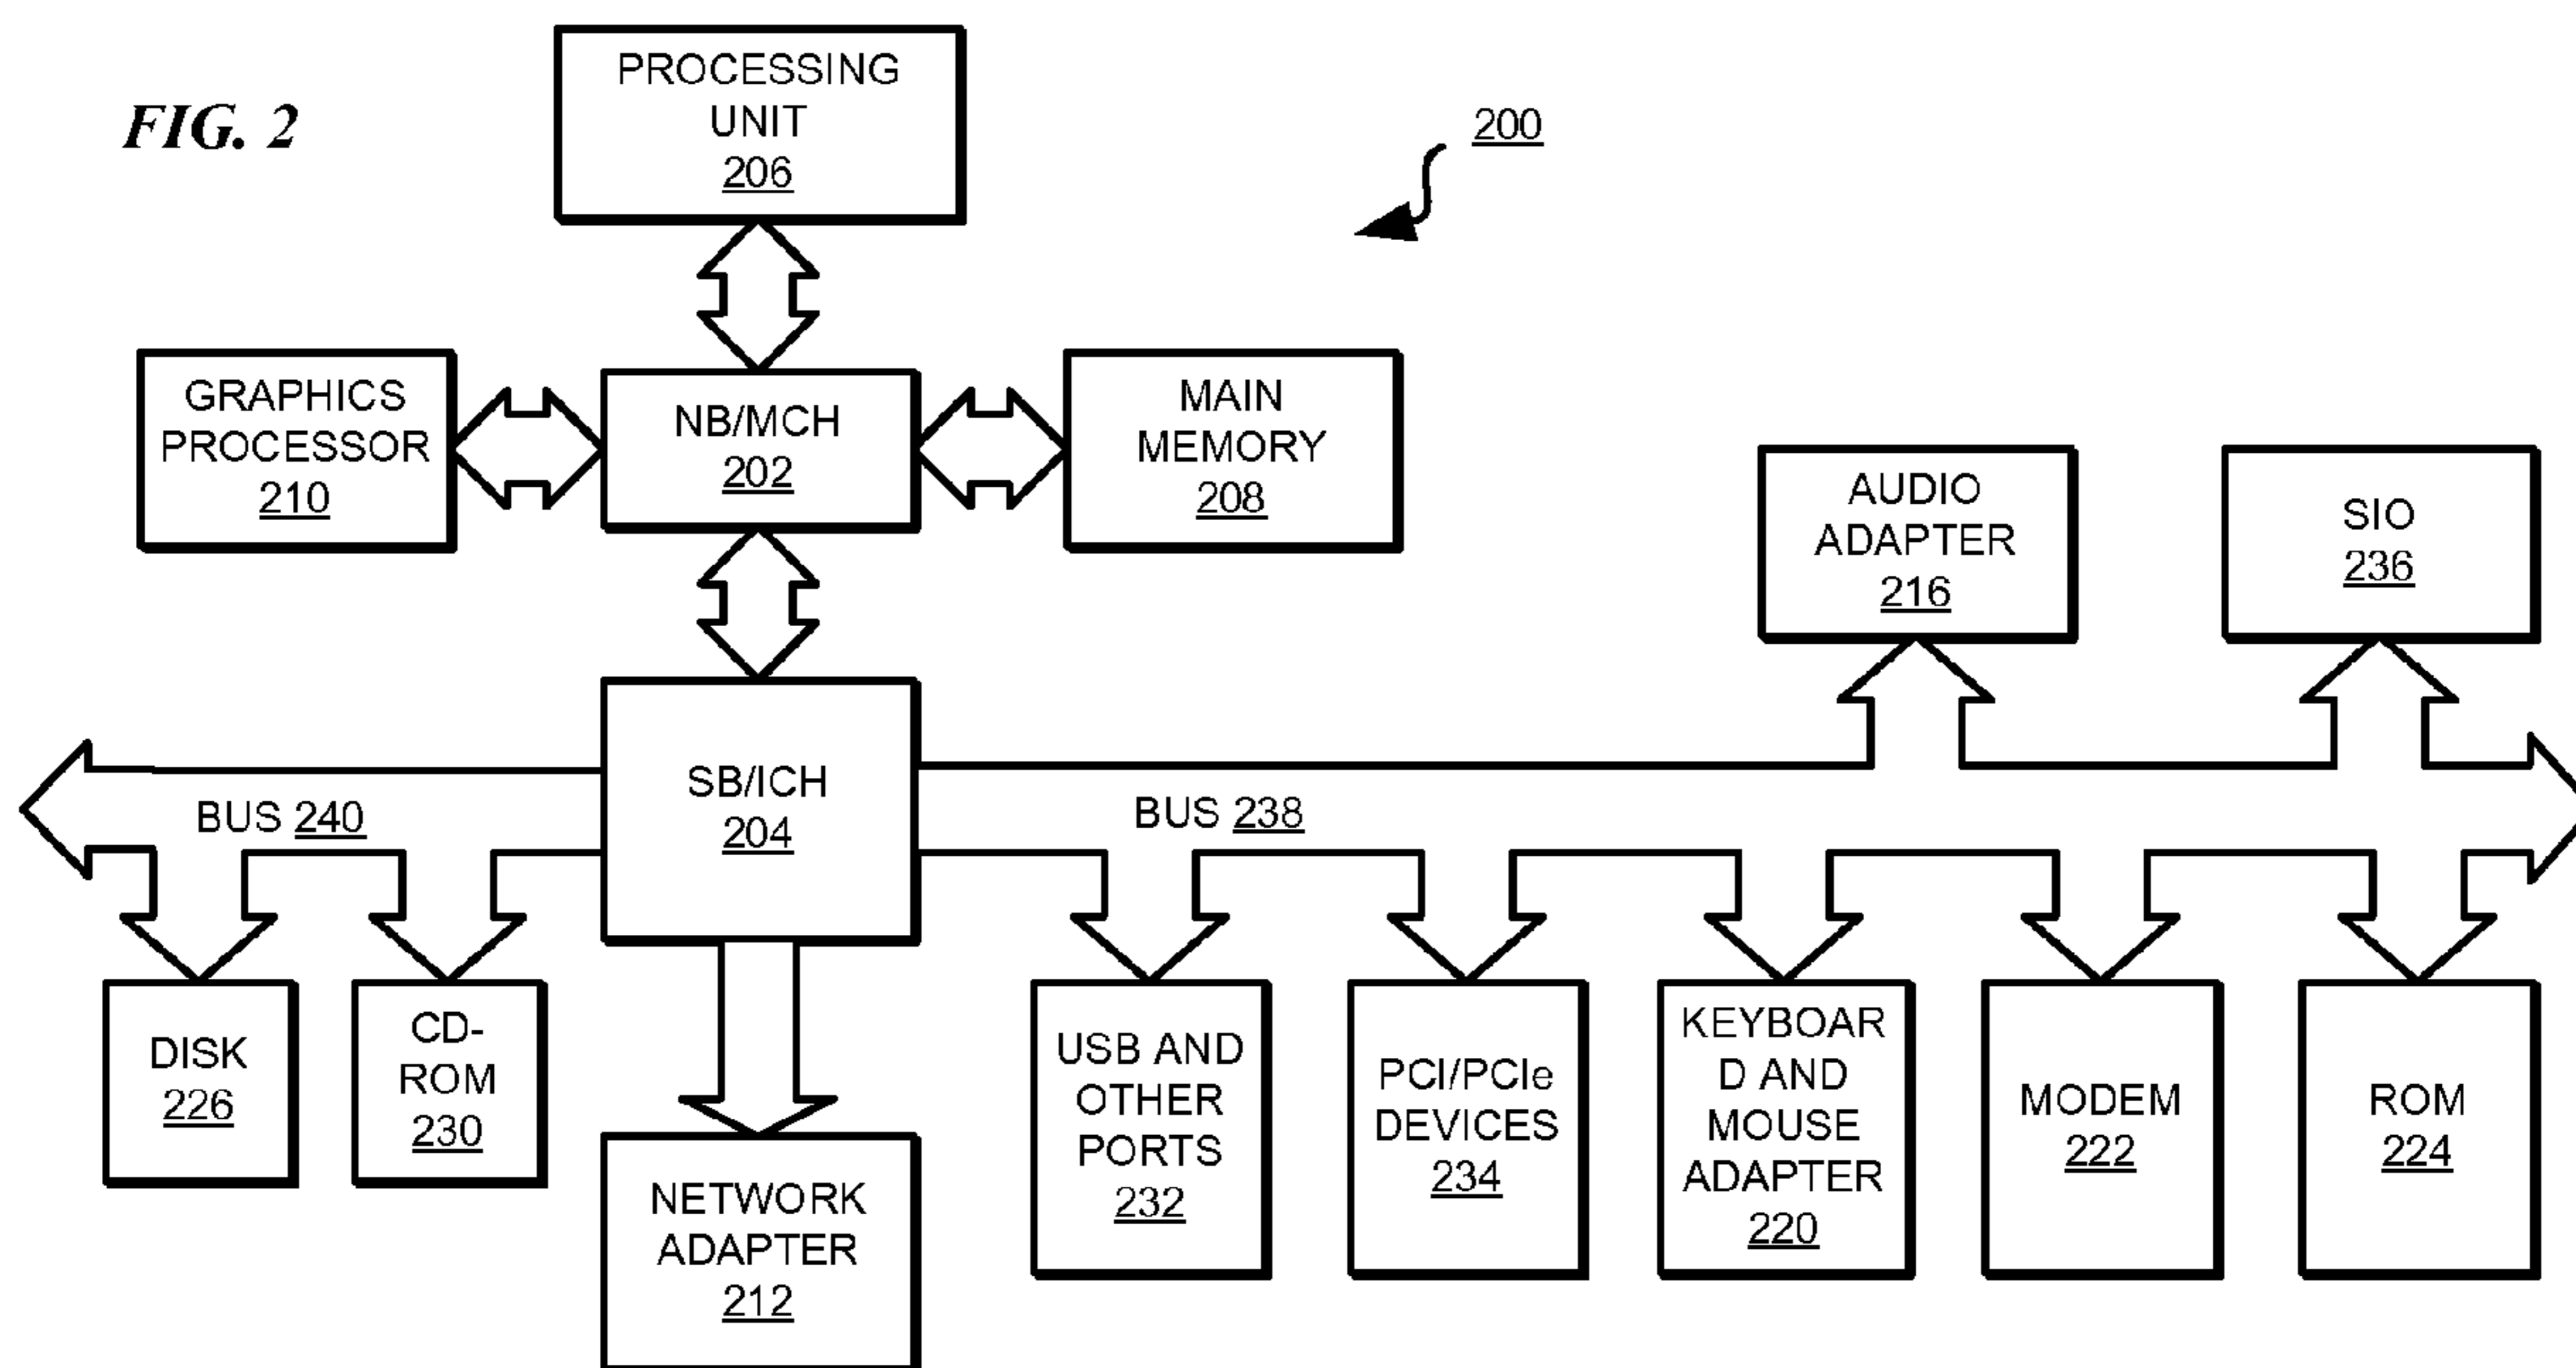 FIG. 2
PROCESSING
UNIT
206
200
GRAPHICS
PROCESSOR
210
NB/MCH
202
MAIN
MEMORY
208
AUDIO
ADAPTER
216
SIO
236
SB/ICH
204
BUS 240
BUS 238
DISK
226
CD-
ROM
230
NETWORK
ADAPTER
212
USB AND
OTHER
PORTS
232
PCI/PCIe
DEVICES
234
KEYBOAR
D AND
MOUSE
ADAPTER
220
MODEM
222
ROM
224